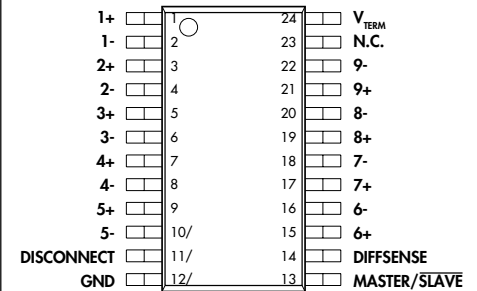 1+ 1 24 V_TERM
1- 2 23 N.C.
2+ 3 22 9-
2- 4 21 9+
3+ 5 20 8-
3- 6 19 8+
4+ 7 18 7-
4- 8 17 7+
5+ 9 16 6-
5- 10/ 15 6+
DISCONNECT 11/ 14 DIFFSENSE
GND 12/ 13 MASTER/S̅L̅A̅V̅E̅